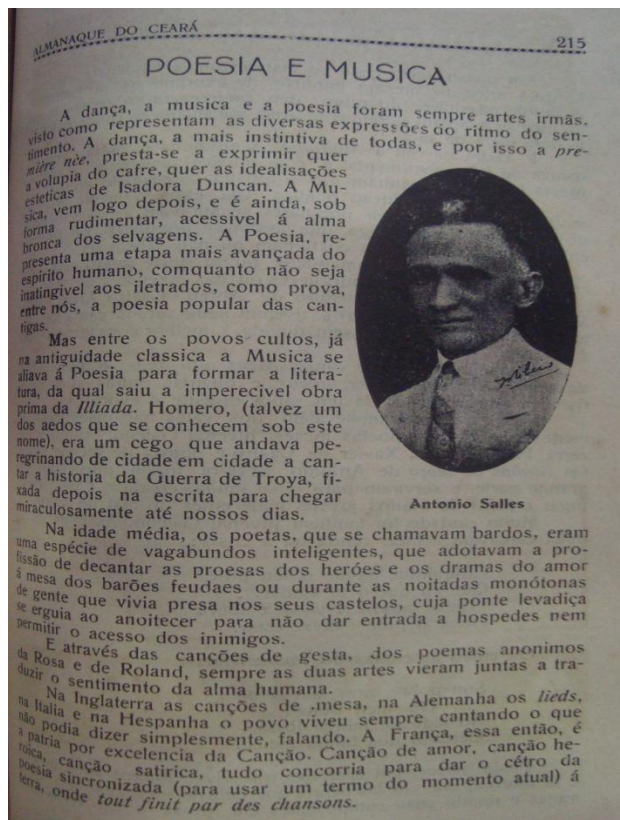 ALMANAQUE DO CEARÁ
215
POESIA E MUSICA
A dança, a musica e a poesia foram sempre artes irmãs,
visto como representam as diversas expressões do ritmo do sen-
timento. A dança, a mais instintiva de todas, e por isso a pre-
mière nèe, presta-se a exprimir quer
a volupia do cafre, quer as idealisações
esteticas de Isadora Duncan. A Mu-
sica, vem logo depois, e é ainda, sob
forma rudimentar, acessivel á alma
bronca dos selvagens. A Poesia, re-
presenta uma etapa mais avançada do
espirito humano, comquanto não seja
inatingivel aos iletrados, como prova,
entre nós, a poesia popular das can-
tigas.
Mas entre os povos cultos, já
na antiguidade classica a Musica se
aliava á Poesia para formar a litera-
tura, da qual saiu a imperecivel obra
prima da Illiada. Homero, (talvez um
dos aedos que se conhecem sob este
nome), era um cego que andava pe-
regrinando de cidade em cidade a can-
tar a historia da Guerra de Troya, fi-
xada depois na escrita para chegar
miraculosamente até nossos dias.
Antonio Salles
Na idade média, os poetas, que se chamavam bardos, eram
uma espécie de vagabundos inteligentes, que adotavam a pro-
fissão de decantar as proesas dos heróes e os dramas do amor
á mesa dos barões feudaes ou durante as noitadas monótonas
de gente que vivia presa nos seus castelos, cuja ponte levadiça
se erguia ao anoitecer para não dar entrada a hospedes nem
permitir o acesso dos inimigos.
E através das canções de gesta, dos poemas anonimos
da Rosa e de Roland, sempre as duas artes vieram juntas a tra-
duzir o sentimento da alma humana.
Na Inglaterra as canções de mesa, na Alemanha os lieds,
na Italia e na Hespanha o povo viveu sempre cantando o que
não podia dizer simplesmente, falando. A França, essa então, é
a patria por excelencia da Canção. Canção de amor, canção he-
roica, canção satirica, tudo concorria para dar o cétro da
poesia sincronizada (para usar um termo do momento atual) á
terra, onde tout finit par des chansons.